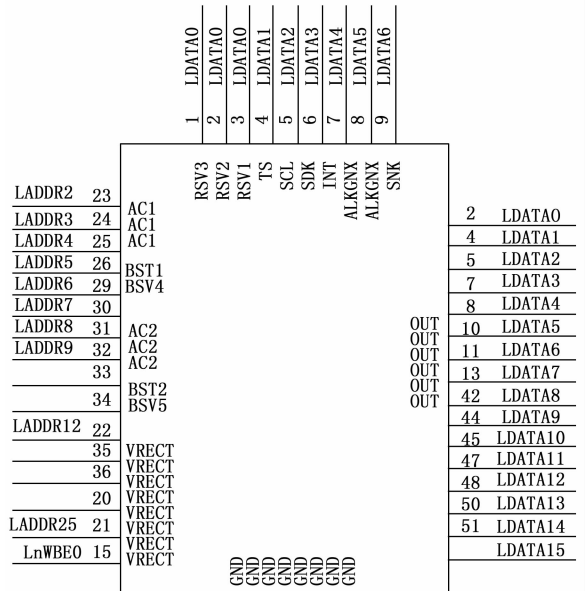 1 LDATA0
2 LDATA0
3 LDATA0
4 LDATA1
5 LDATA2
6 LDATA3
7 LDATA4
8 LDATA5
9 LDATA6
RSV3
RSV2
RSV1
TS
SCL
SDK
INT
ALKGNX
ALKGNX
SNK
LADDR2 23
LADDR3 24
LADDR4 25
LADDR5 26
LADDR6 29
LADDR7 30
LADDR8 31
LADDR9 32
33
34
LADDR12 22
35
36
20
LADDR25 21
LnWBE0 15
AC1
AC1
AC1
BST1
BSV4
AC2
AC2
AC2
BST2
BSV5
VRECT
VRECT
VRECT
VRECT
VRECT
VRECT
VRECT
VRECT
OUT
OUT
OUT
OUT
OUT
OUT
2 LDATA0
4 LDATA1
5 LDATA2
7 LDATA3
8 LDATA4
10 LDATA5
11 LDATA6
13 LDATA7
42 LDATA8
44 LDATA9
45 LDATA10
47 LDATA11
48 LDATA12
50 LDATA13
51 LDATA14
LDATA15
GND
GND
GND
GND
GND
GND
GND
GND